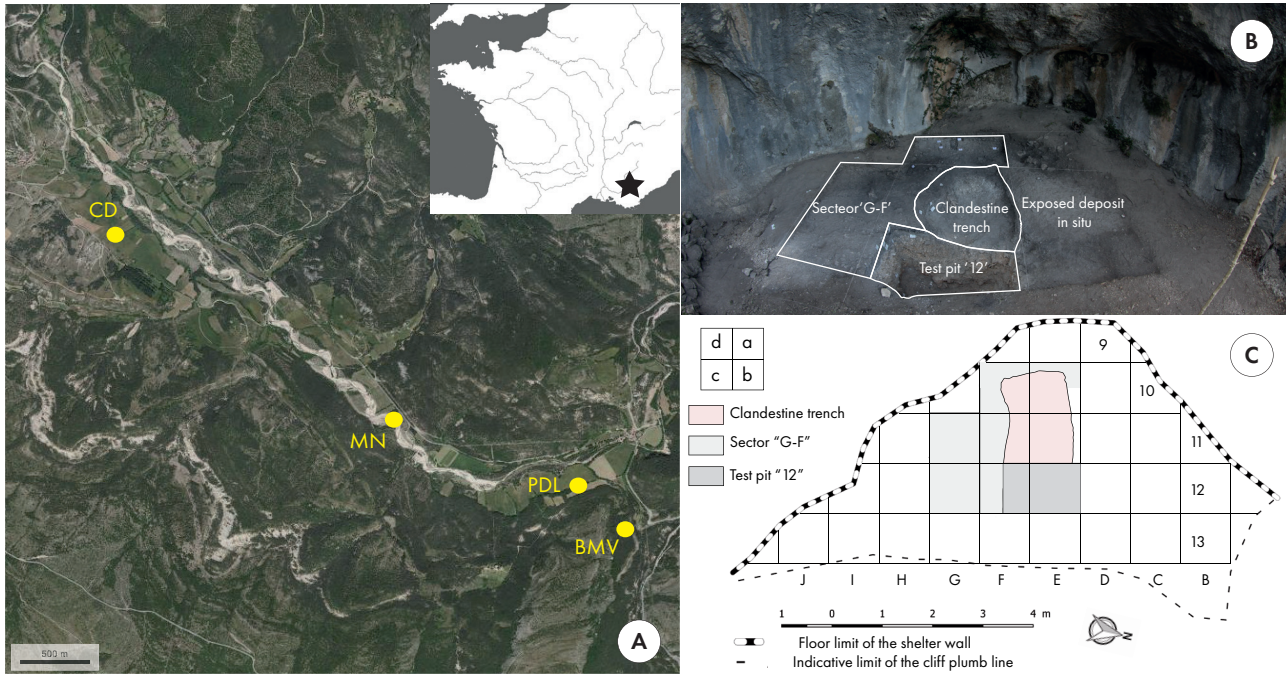 CD
MN
PDL
BMV
500 m
A
B
Secteor'G-F'
Clandestine
trench
Exposed deposit
in situ
Test pit '12'
C
d a
c b
Clandestine trench
Sector "G-F"
Test pit "12"
9
10
11
12
13
J I H G F E D C B
1 0 1 2 3 4 m
N
Floor limit of the shelter wall
Indicative limit of the cliff plumb line